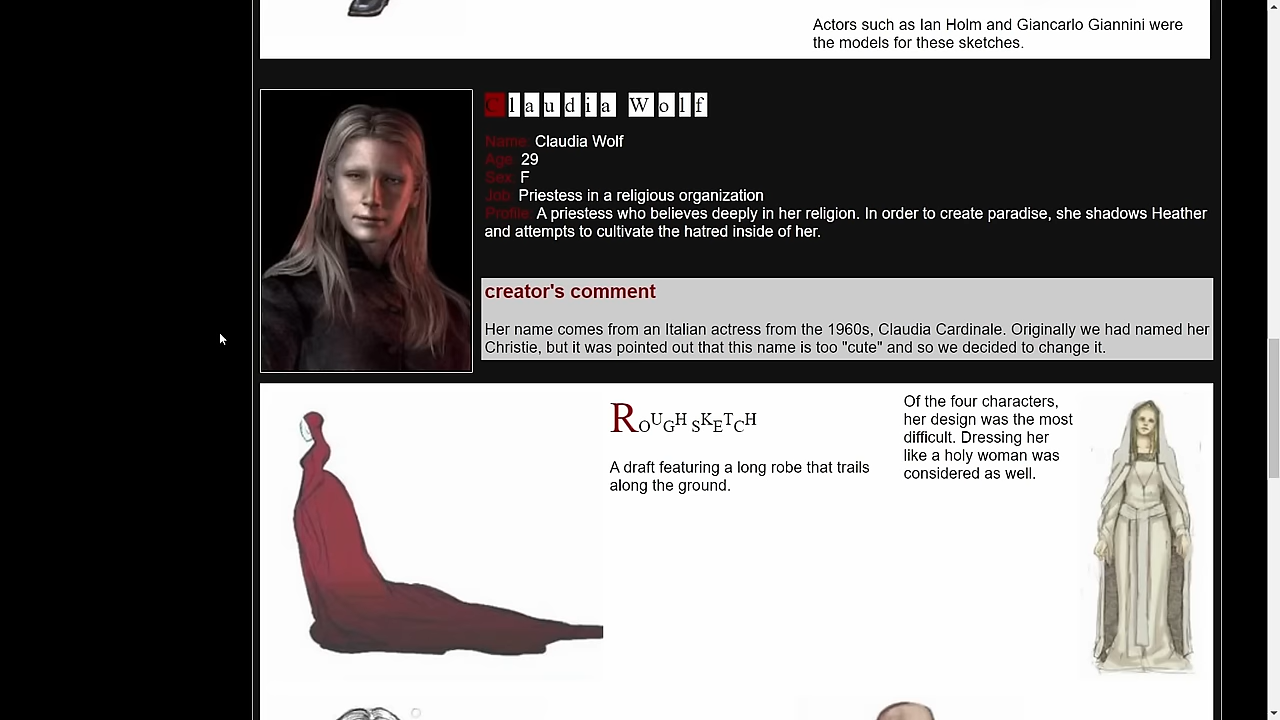 Actors such as Ian Holm and Giancarlo Giannini were
the models for these sketches.
Claudia Wolf
Name: Claudia Wolf
Age: 29
Sex: F
Job: Priestess in a religious organization
Profile: A priestess who believes deeply in her religion. In order to create paradise, she shadows Heather
and attempts to cultivate the hatred inside of her.
creator's comment
Her name comes from an Italian actress from the 1960s, Claudia Cardinale. Originally we had named her
Christie, but it was pointed out that this name is too "cute" and so we decided to change it.
ROUGH SKETCH
A draft featuring a long robe that trails
along the ground.
Of the four characters,
her design was the most
difficult. Dressing her
like a holy woman was
considered as well.